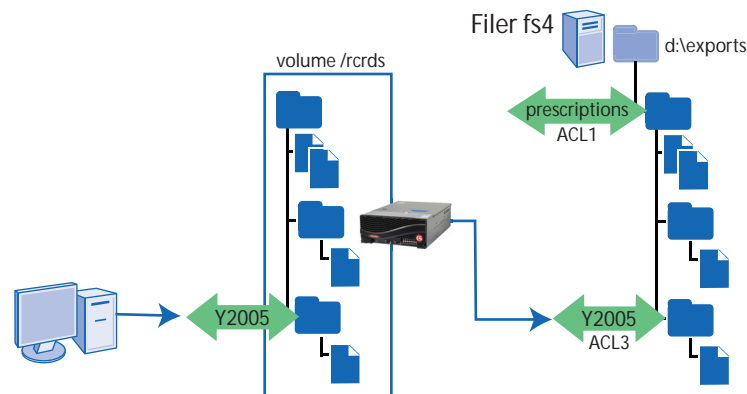 Filer fs4
d:\exports
volume /rcrds
prescriptions
ACL1
Y2005
Y2005
ACL3